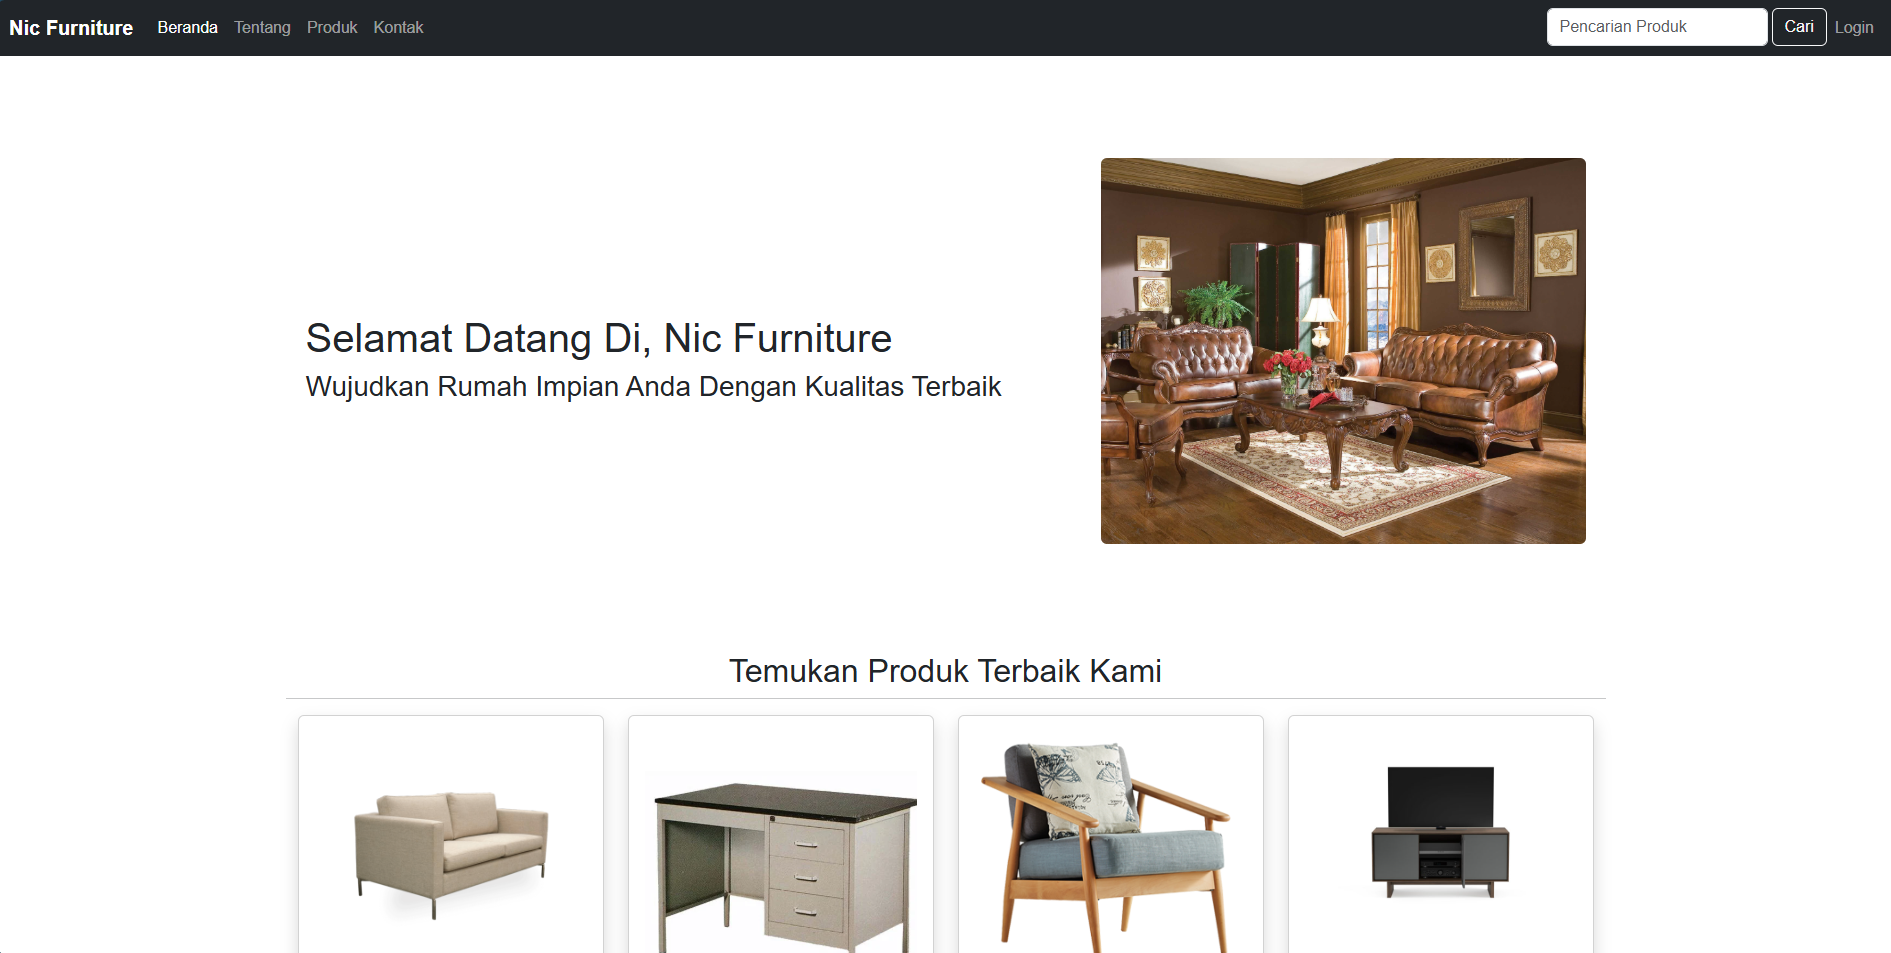 Nic Furniture Beranda Tentang Produk Kontak Pencarian Produk Cari Login
Selamat Datang Di, Nic Furniture
Wujudkan Rumah Impian Anda Dengan Kualitas Terbaik
Temukan Produk Terbaik Kami